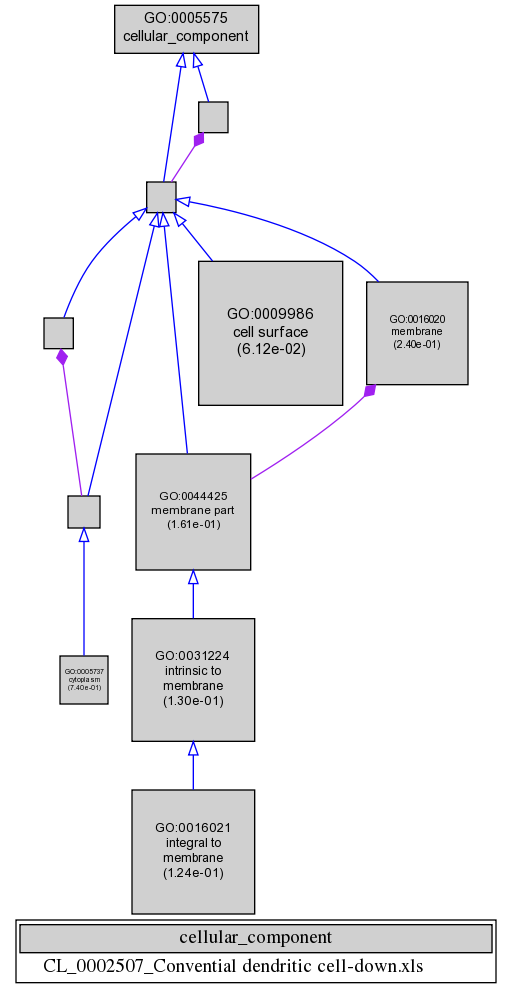 GO:0005575
cellular_component
GO:0009986
cell surface
(6.12e-02)
GO:0016020
membrane
(2.40e-01)
GO:0044425
membrane part
(1.61e-01)
GO:0031224
intrinsic to
membrane
(1.30e-01)
GO:0005737
cytoplasm
(7.40e-01)
GO:0016021
integral to
membrane
(1.24e-01)
cellular_component
CL_0002507_Convential dendritic cell-down.xls